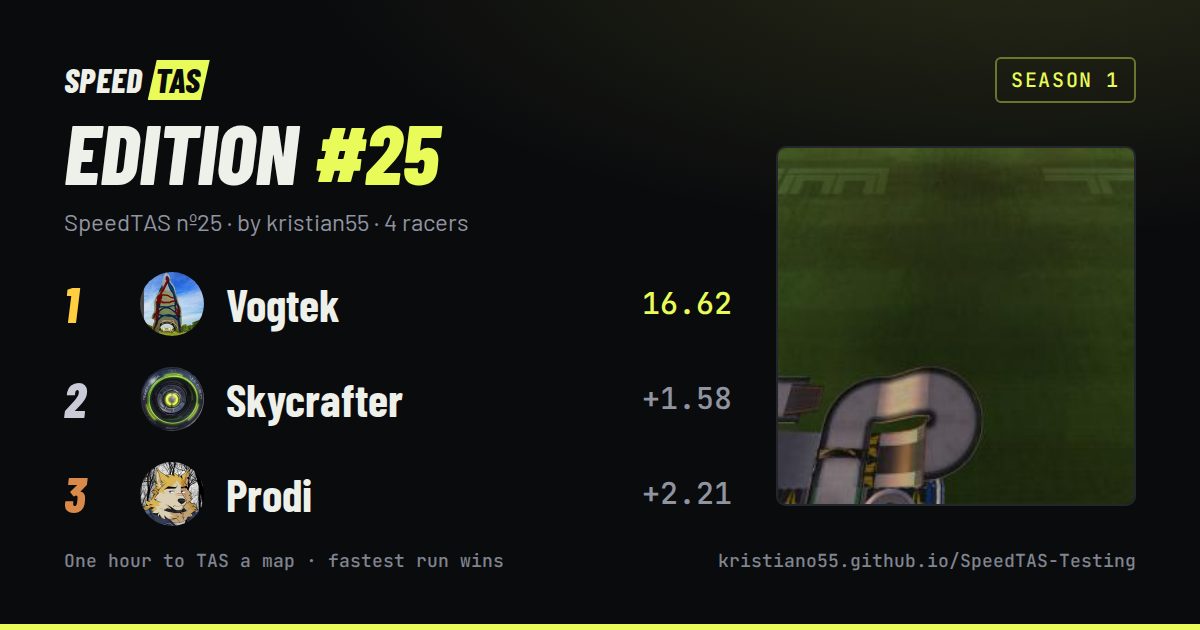 SPEED TAS
SEASON 1
EDITION #25
SpeedTAS nº25 · by kristian55 · 4 racers
1 Vogtek 16.62
2 Skycrafter +1.58
3 Prodi +2.21
One hour to TAS a map · fastest run wins
kristiano55.github.io/SpeedTAS-Testing